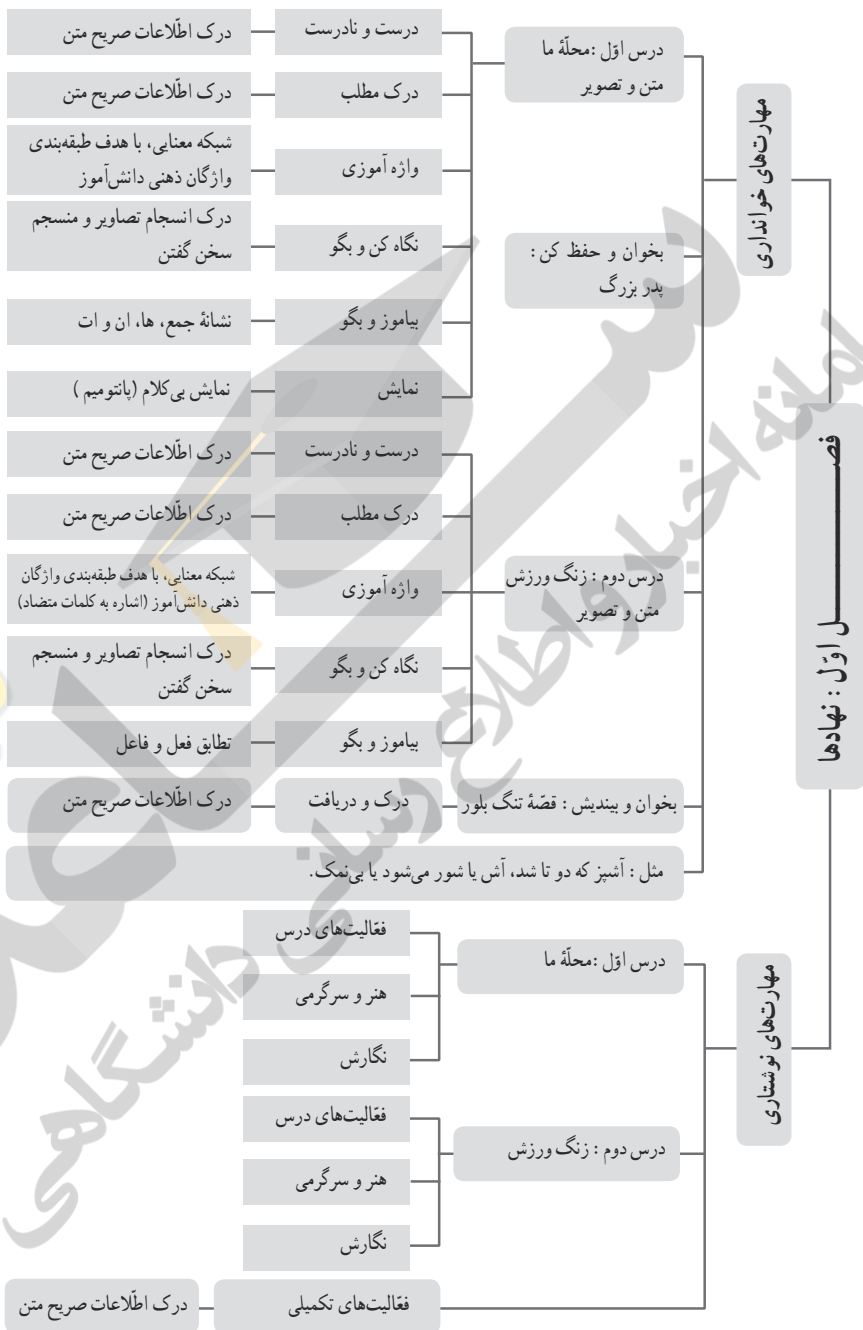 فصل اوّل : نهادها
مهارت‌های خوانداری
درس اوّل :محلّهٔ ما
متن و تصویر
درست و نادرست
درک اطّلاعات صریح متن
درک مطلب
درک اطّلاعات صریح متن
واژه آموزی
شبکه معنایی، با هدف طبقه‌بندی
واژگان ذهنی دانش‌آموز
نگاه کن و بگو
درک انسجام تصاویر و منسجم
سخن گفتن
بیاموز و بگو
نشانهٔ جمع، ها، ان و ات
نمایش
نمایش بی‌کلام (پانتومیم )
بخوان و حفظ کن :
پدر بزرگ
درس دوم : زنگ ورزش
متن و تصویر
درست و نادرست
درک اطّلاعات صریح متن
درک مطلب
درک اطّلاعات صریح متن
واژه آموزی
شبکه معنایی، با هدف طبقه‌بندی واژگان
ذهنی دانش‌آموز (اشاره به کلمات متضاد)
نگاه کن و بگو
درک انسجام تصاویر و منسجم
سخن گفتن
بیاموز و بگو
تطابق فعل و فاعل
بخوان و بیندیش : قصّهٔ تنگ بلور
درک و دریافت
درک اطّلاعات صریح متن
مثل : آشپز که دو تا شد، آش یا شور می‌شود یا بی‌نمک.
مهارت‌های نوشتاری
درس اوّل :محلّهٔ ما
فعّالیت‌های درس
هنر و سرگرمی
نگارش
درس دوم : زنگ ورزش
فعّالیت‌های درس
هنر و سرگرمی
نگارش
فعّالیت‌های تکمیلی
درک اطّلاعات صریح متن
سامانه اخبار و اطلاع رسانی دانشگاهی